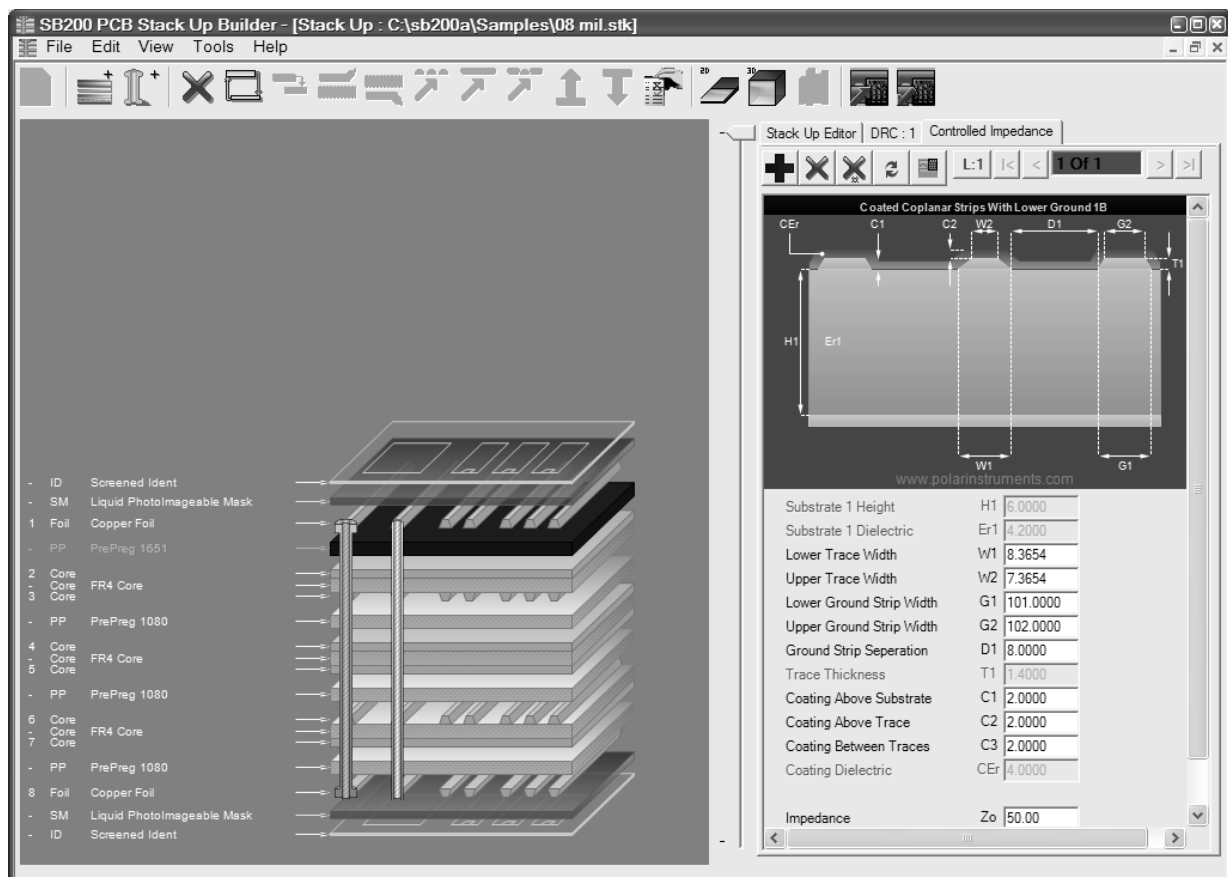 SB200 PCB Stack Up Builder - [Stack Up : C:\sb200a\Samples\08 mil.stk]
File Edit View Tools Help
2D 3D
Stack Up Editor DRC : 1 Controlled Impedance
L:1 |< < 1 Of 1 > >|
Coated Coplanar Strips With Lower Ground 1B
CEr C1 C2 W2 D1 G2
T1
H1 Er1
W1 G1
www.polarinstruments.com
- ID Screened Ident
- SM Liquid PhotoImageable Mask
1 Foil Copper Foil
- PP PrePreg 1651
2 Core
- Core FR4 Core
3 Core
- PP PrePreg 1080
4 Core
- Core FR4 Core
5 Core
- PP PrePreg 1080
6 Core
- Core FR4 Core
7 Core
- PP PrePreg 1080
8 Foil Copper Foil
- SM Liquid PhotoImageable Mask
- ID Screened Ident
Substrate 1 Height H1 6.0000
Substrate 1 Dielectric Er1 4.2000
Lower Trace Width W1 8.3654
Upper Trace Width W2 7.3654
Lower Ground Strip Width G1 101.0000
Upper Ground Strip Width G2 102.0000
Ground Strip Seperation D1 8.0000
Trace Thickness T1 1.4000
Coating Above Substrate C1 2.0000
Coating Above Trace C2 2.0000
Coating Between Traces C3 2.0000
Coating Dielectric CEr 4.0000
Impedance Zo 50.00